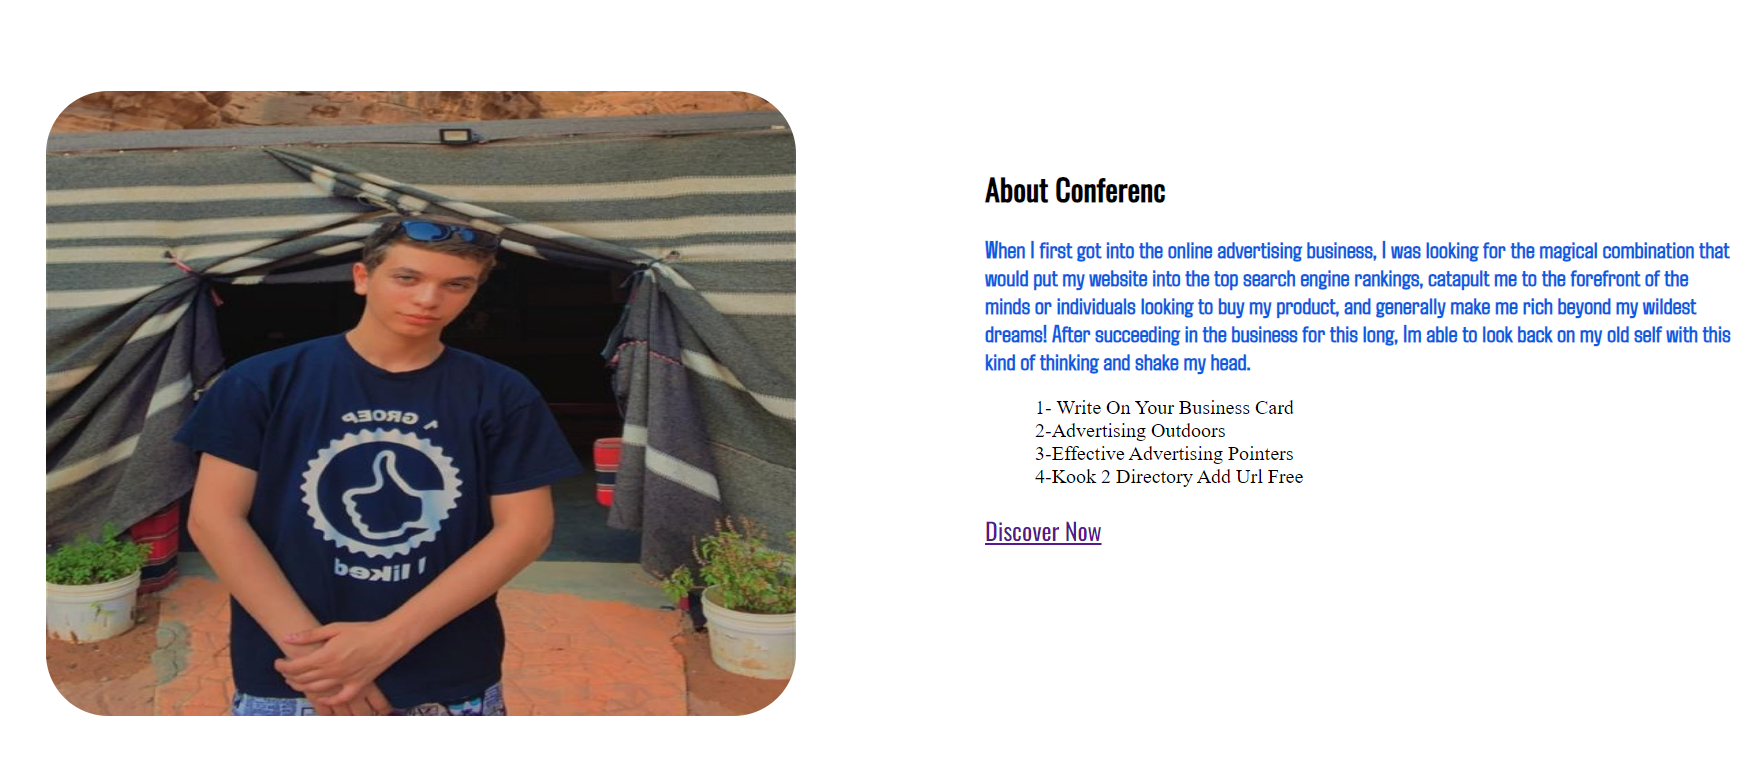 A GROEP
I liked
About Conferenc
When I first got into the online advertising business, I was looking for the magical combination that
would put my website into the top search engine rankings, catapult me to the forefront of the
minds or individuals looking to buy my product, and generally make me rich beyond my wildest
dreams! After succeeding in the business for this long, Im able to look back on my old self with this
kind of thinking and shake my head.
1- Write On Your Business Card
2-Advertising Outdoors
3-Effective Advertising Pointers
4-Kook 2 Directory Add Url Free
Discover Now